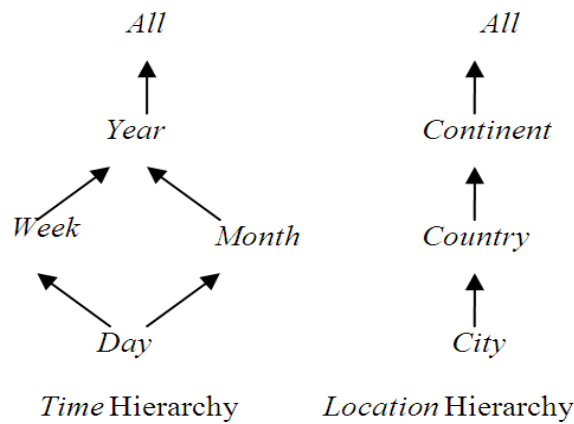 All All
Year Continent
Week Month Country
Day City
Time Hierarchy Location Hierarchy